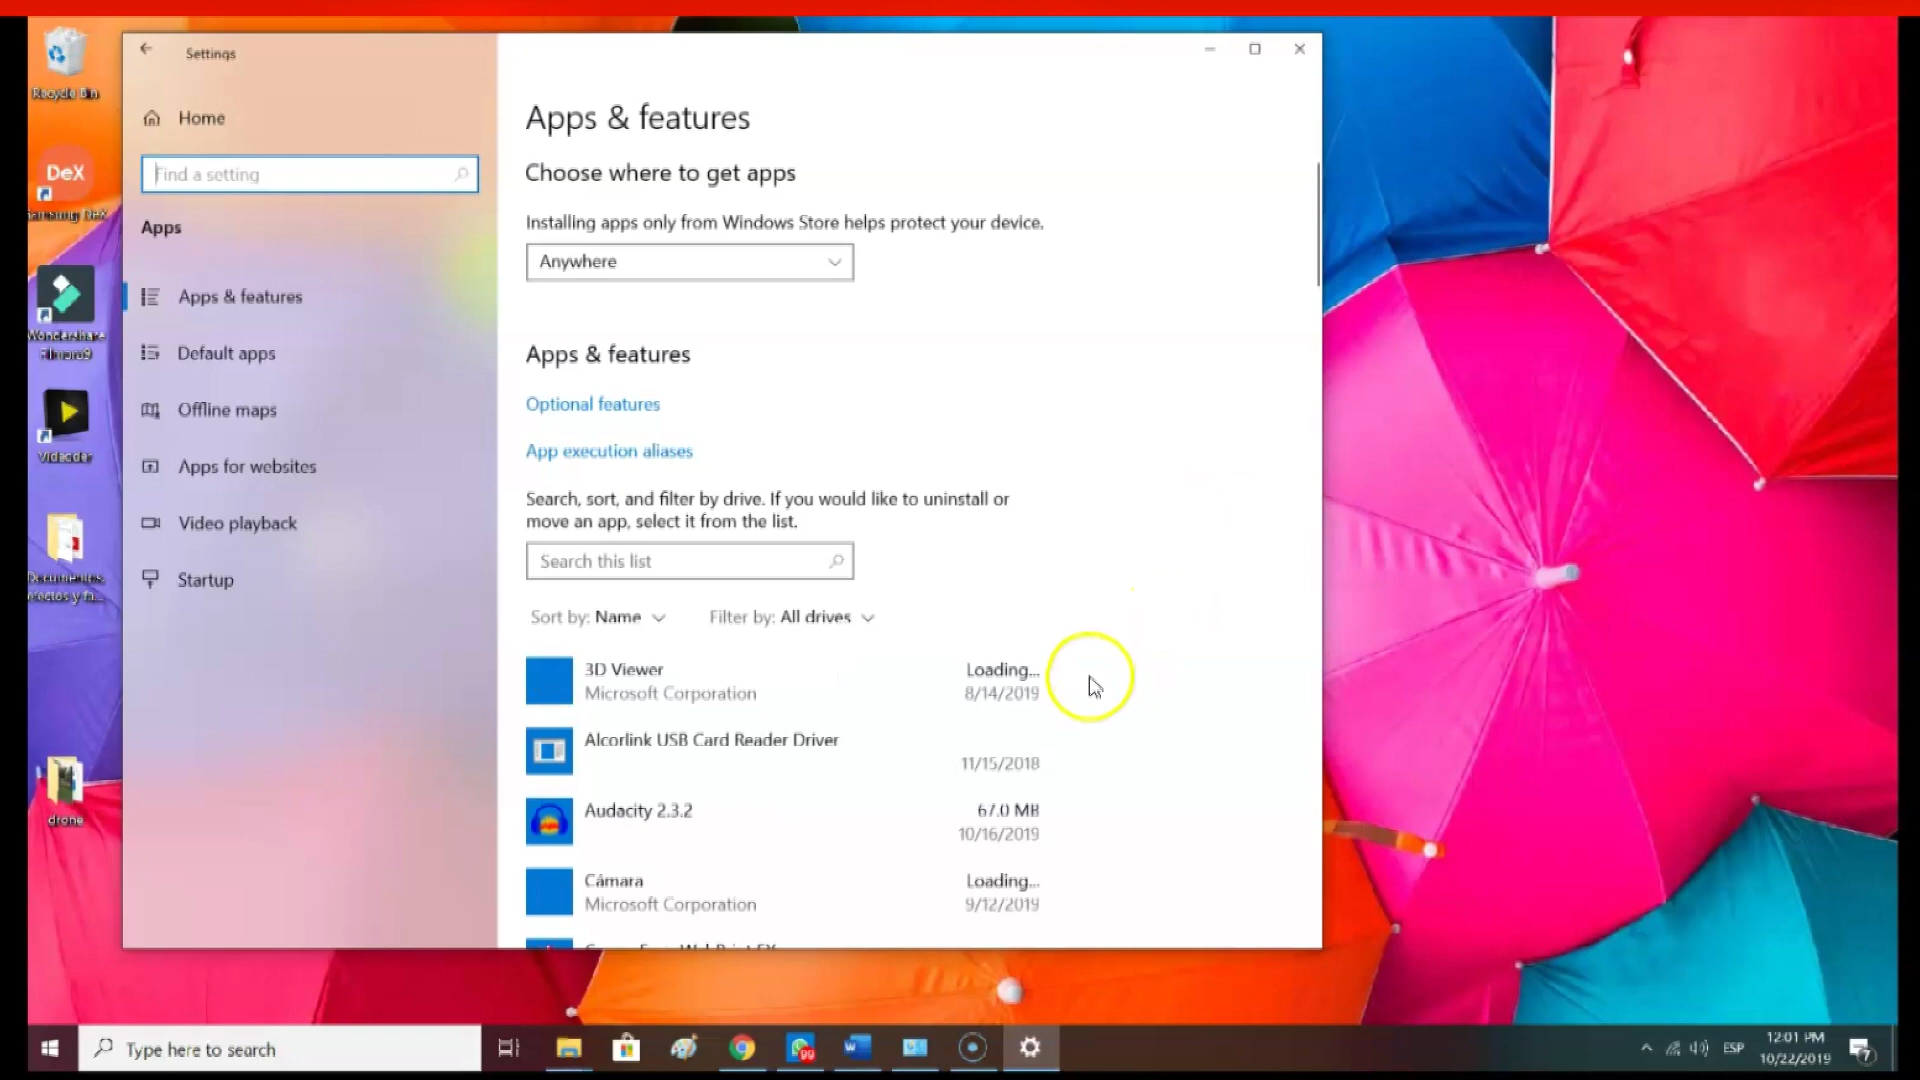 Recycle Bin
DeX
Samsung DeX
Wondershare
Filmora9
Videoder
drone
Settings
Home
Find a setting
Apps
Apps & features
Default apps
Offline maps
Apps for websites
Video playback
Startup
Apps & features
Choose where to get apps
Installing apps only from Windows Store helps protect your device.
Anywhere
Apps & features
Optional features
App execution aliases
Search, sort, and filter by drive. If you would like to uninstall or
move an app, select it from the list.
Search this list
Sort by: Name
Filter by: All drives
3D Viewer
Loading...
Microsoft Corporation
8/14/2019
Alcorlink USB Card Reader Driver
11/15/2018
Audacity 2.3.2
67.0 MB
10/16/2019
Cámara
Loading...
Microsoft Corporation
9/12/2019
Type here to search
99
ESP
12:01 PM
10/22/2019
7